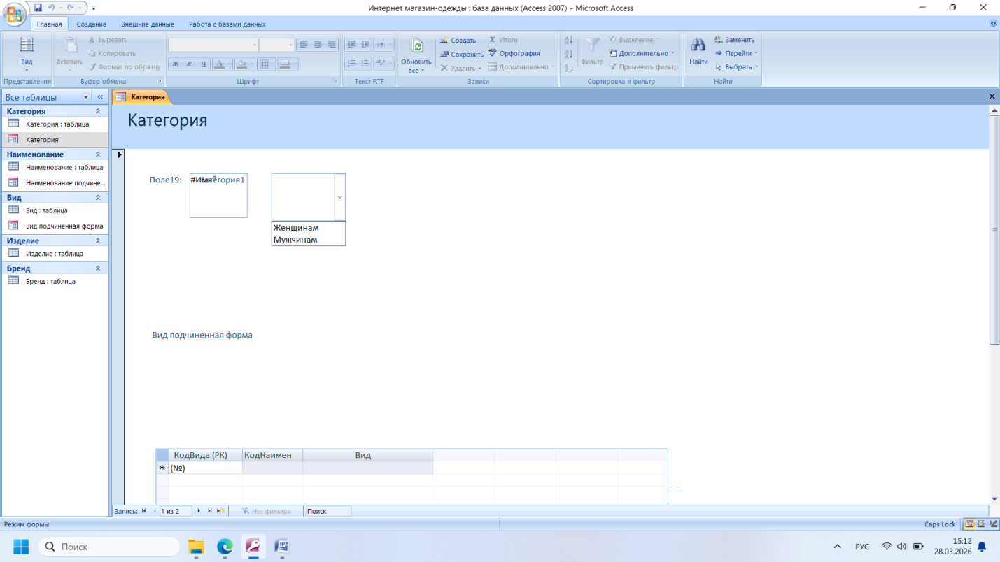 Интернет магазин-одежды : база данных (Access 2007) - Microsoft Access
Главная Создание Внешние данные Работа с базами данных
Вид
Представления
Вставить
Вырезать
Копировать
Формат по образцу
Буфер обмена
Ж К Ч А
Шрифт
Текст RTF
Обновить все
Создать
Сохранить
Удалить
Итоги
Орфография
Дополнительно
Записи
Фильтр
Выделение
Дополнительно
Применить фильтр
Сортировка и фильтр
Найти
Заменить
Перейти
Выбрать
Найти
Все таблицы
Категория
Категория : таблица
Категория
Наименование
Наименование : таблица
Наименование подчине...
Вид
Вид : таблица
Вид подчиненная форма
Изделие
Изделие : таблица
Бренд
Бренд : таблица
Категория
Категория
Поле19: #Имя? Категория1
Женщинам
Мужчинам
Вид подчиненная форма
КодВида (РК) КодНаимен Вид
(№)
Запись: 1 из 2 Нет фильтра Поиск
Режим формы Caps Lock
Поиск
РУС
15:12
28.03.2026